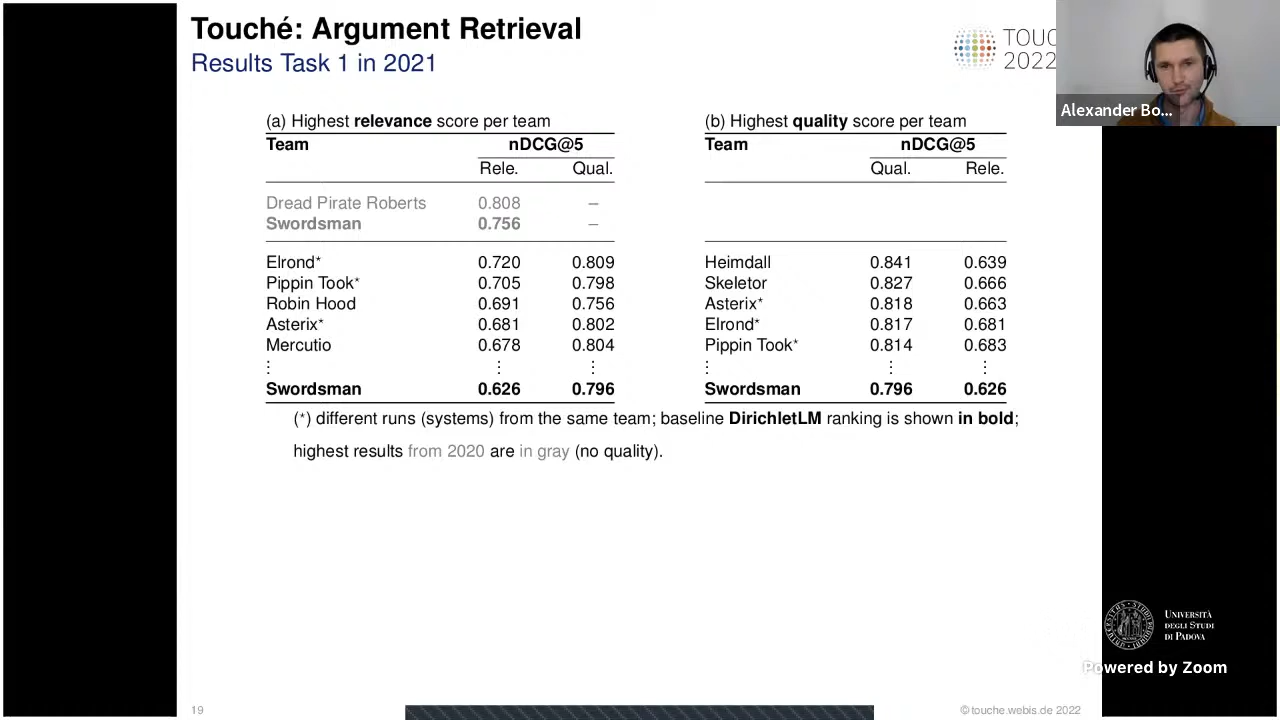 Touché: Argument Retrieval
Results Task 1 in 2021
TOUC
2022
Alexander Bo...
(a) Highest relevance score per team
Team nDCG@5
Rele. Qual.
Dread Pirate Roberts 0.808 –
Swordsman 0.756 –
Elrond* 0.720 0.809
Pippin Took* 0.705 0.798
Robin Hood 0.691 0.756
Asterix* 0.681 0.802
Mercutio 0.678 0.804
⋮ ⋮ ⋮
Swordsman 0.626 0.796
(b) Highest quality score per team
Team nDCG@5
Qual. Rele.
Heimdall 0.841 0.639
Skeletor 0.827 0.666
Asterix* 0.818 0.663
Elrond* 0.817 0.681
Pippin Took* 0.814 0.683
⋮ ⋮ ⋮
Swordsman 0.796 0.626
(*) different runs (systems) from the same team; baseline DirichletLM ranking is shown in bold;
highest results from 2020 are in gray (no quality).
UNIVERSITÀ
DEGLI STUDI
DI PADOVA
Powered by Zoom
19
© touche.webis.de 2022